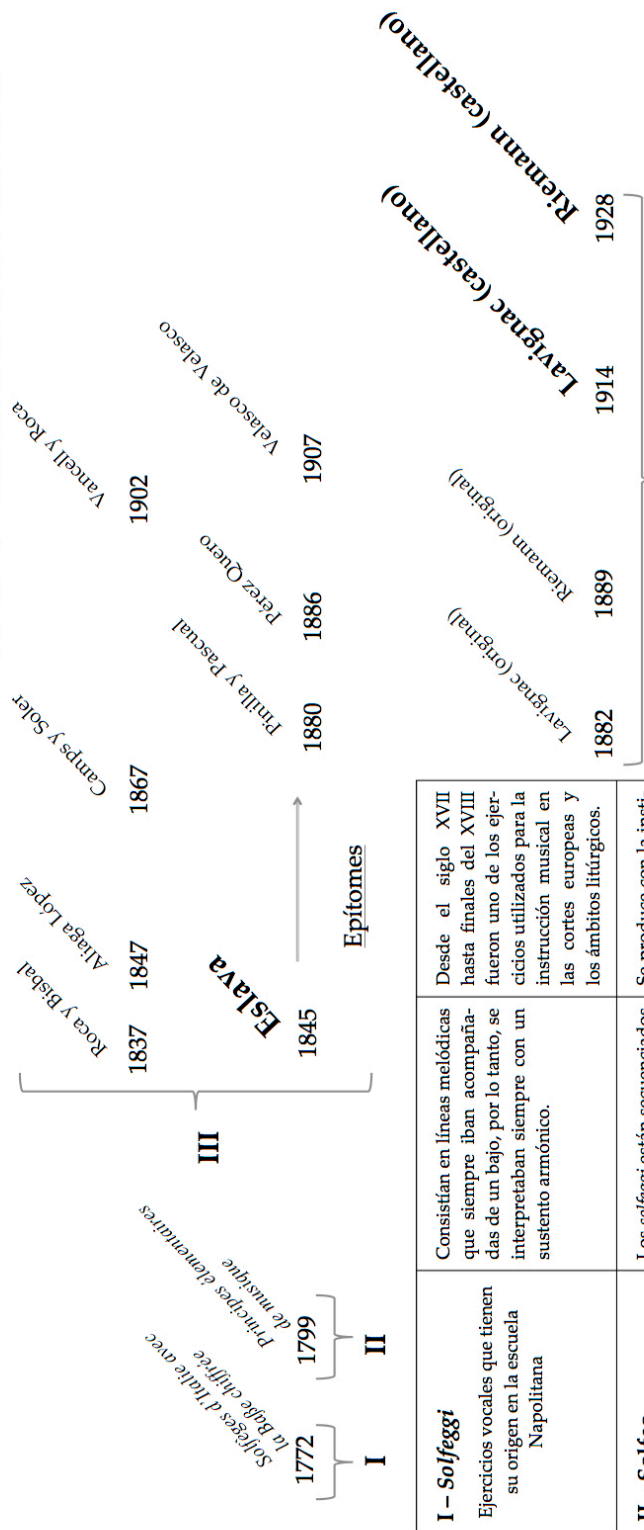 Solfeges d'Italie avec
la Baße chiffrée
1772
I
Principes élementaires
de musique
1799
II
III
Roca y Bisbal
1837
Aliaga López
1847
Camps y Soler
1867
Vancell y Roca
1902
Eslava
1845
Epítomes
Pinilla y Pascual
1880
Pérez Quero
1886
Velasco de Velasco
1907
Lavignac (original)
1882
Riemann (original)
1889
Lavignac (castellano)
1914
Riemann (castellano)
1928
I – Solfeggi
Ejercicios vocales que tienen
su origen en la escuela
Napolitana
Consistían en líneas melódicas
que siempre iban acompaña-
das de un bajo, por lo tanto, se
interpretaban siempre con un
sustento armónico.
Desde el siglo XVII
hasta finales del XVIII
fueron uno de los ejer-
cicios utilizados para la
instrucción musical en
las cortes europeas y
los ámbitos litúrgicos.
II – Solfeo
Los solfeggi están secuenciados
Se produce con la insti-